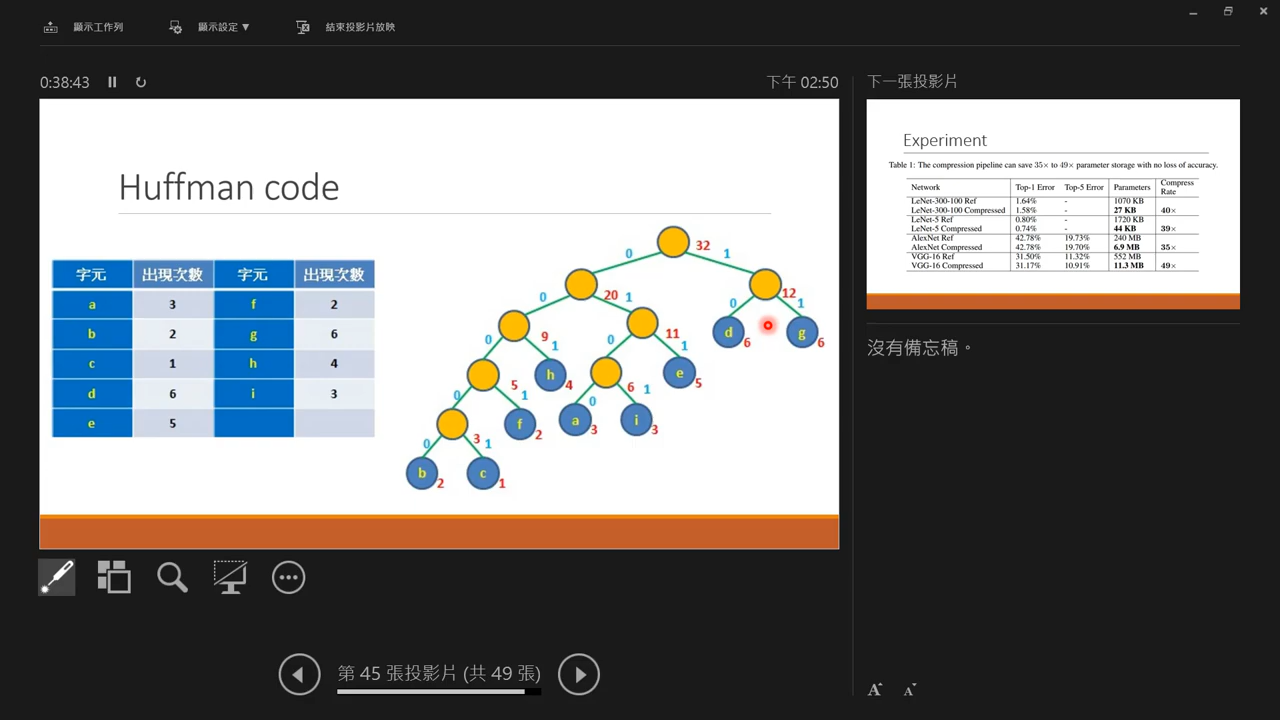 顯示工作列 顯示設定 ▼ 結束投影片放映
0:38:43 下午 02:50
Huffman code
字元 出現次數 字元 出現次數
a 3 f 2
b 2 g 6
c 1 h 4
d 6 i 3
e 5
32
0 1
20 12
0 1 0 1
9 11 d 6 g 6
0 1 0 1
5 h 4 6 e 5
0 1 0 1
3 f 2 a 3 i 3
0 1
b 2 c 1
第 45 張投影片 (共 49 張)
下一張投影片
Experiment
Table 1: The compression pipeline can save 35× to 49× parameter storage with no loss of accuracy.
Network Top-1 Error Top-5 Error Parameters Compress Rate
LeNet-300-100 Ref 1.64% - 1070 KB
LeNet-300-100 Compressed 1.58% - 27 KB 40×
LeNet-5 Ref 0.80% - 1720 KB
LeNet-5 Compressed 0.74% - 44 KB 39×
AlexNet Ref 42.78% 19.73% 240 MB
AlexNet Compressed 42.78% 19.70% 6.9 MB 35×
VGG-16 Ref 31.50% 11.32% 552 MB
VGG-16 Compressed 31.17% 10.91% 11.3 MB 49×
沒有備忘稿。
A A